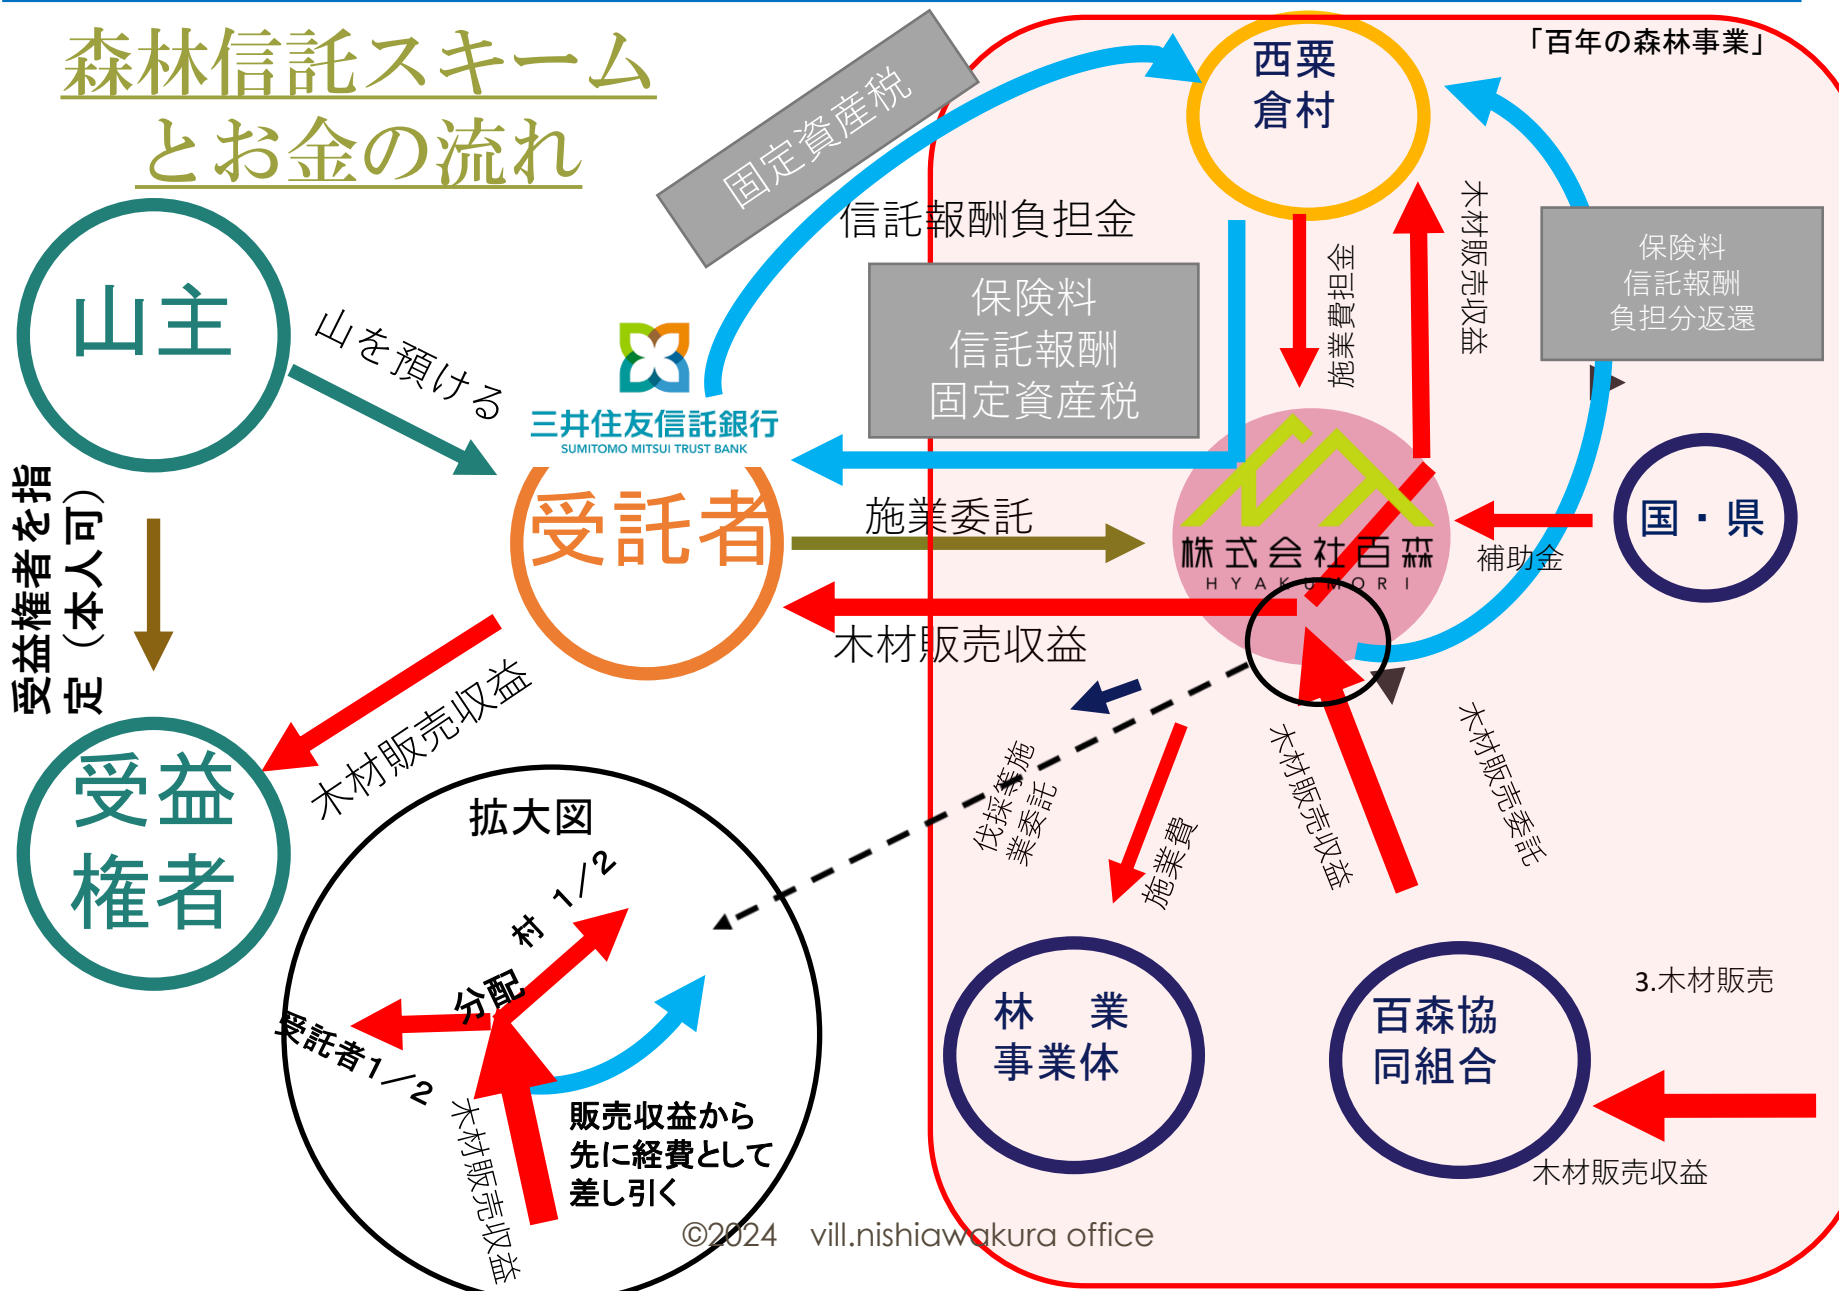 森林信託スキーム
とお金の流れ
「百年の森林事業」
西粟
倉村
固定資産税
信託報酬負担金
保険料
信託報酬
固定資産税
施業費担金
木材販売収益
保険料
信託報酬
負担分返還
山主
山を預ける
三井住友信託銀行
SUMITOMO MITSUI TRUST BANK
受託者
施業委託
木材販売収益
株式会社百森
HYAKUMORI
補助金
国・県
受益権者を指
定（本人可）
木材販売収益
受益
権者
伐採等施
業委託
施業費
木材販売収益
木材販売委託
林　業
事業体
百森協
同組合
3.木材販売
木材販売収益
拡大図
村 1／2
分配
受託者1／2
木材販売収益
販売収益から
先に経費として
差し引く
©2024　vill.nishiawakura office